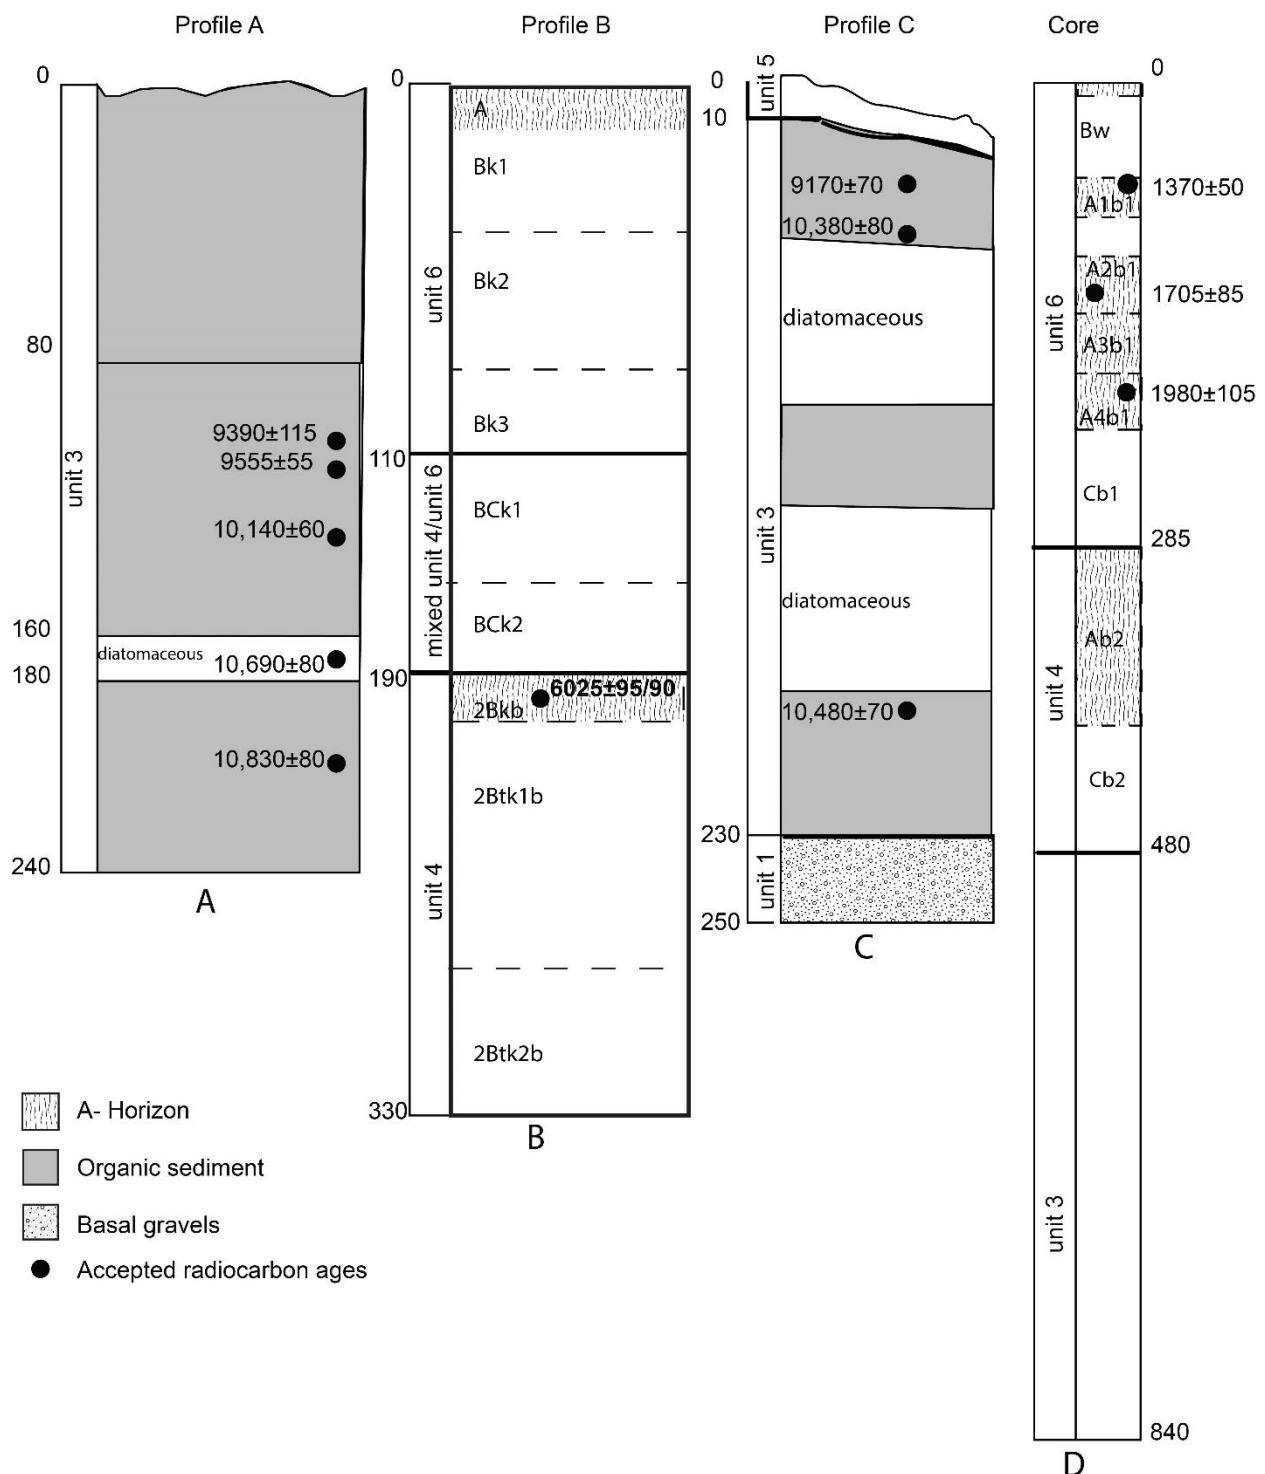 Profile A
Profile B
Profile C
Core
0
80
160
180
240
unit 3
9390±115
9555±55
10,140±60
diatomaceous
10,690±80
10,830±80
A
0
110
190
330
unit 6
mixed unit 4/unit 6
unit 4
A
Bk1
Bk2
Bk3
BCk1
BCk2
6025±95/90
2Bkb
2Btk1b
2Btk2b
B
0
10
230
250
unit 5
unit 3
unit 1
9170±70
10,380±80
diatomaceous
diatomaceous
10,480±70
C
0
285
480
840
unit 6
unit 4
unit 3
Bw
A1b1
1370±50
A2b1
1705±85
A3b1
A4b1
1980±105
Cb1
Ab2
Cb2
D
A- Horizon
Organic sediment
Basal gravels
Accepted radiocarbon ages